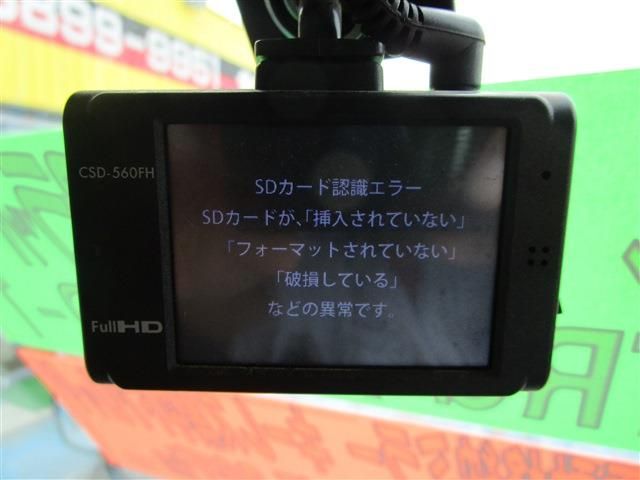 CSD-560FH
SDカード認識エラー
SDカードが、「挿入されていない」
「フォーマットされていない」
「破損している」
などの異常です。
FullHD